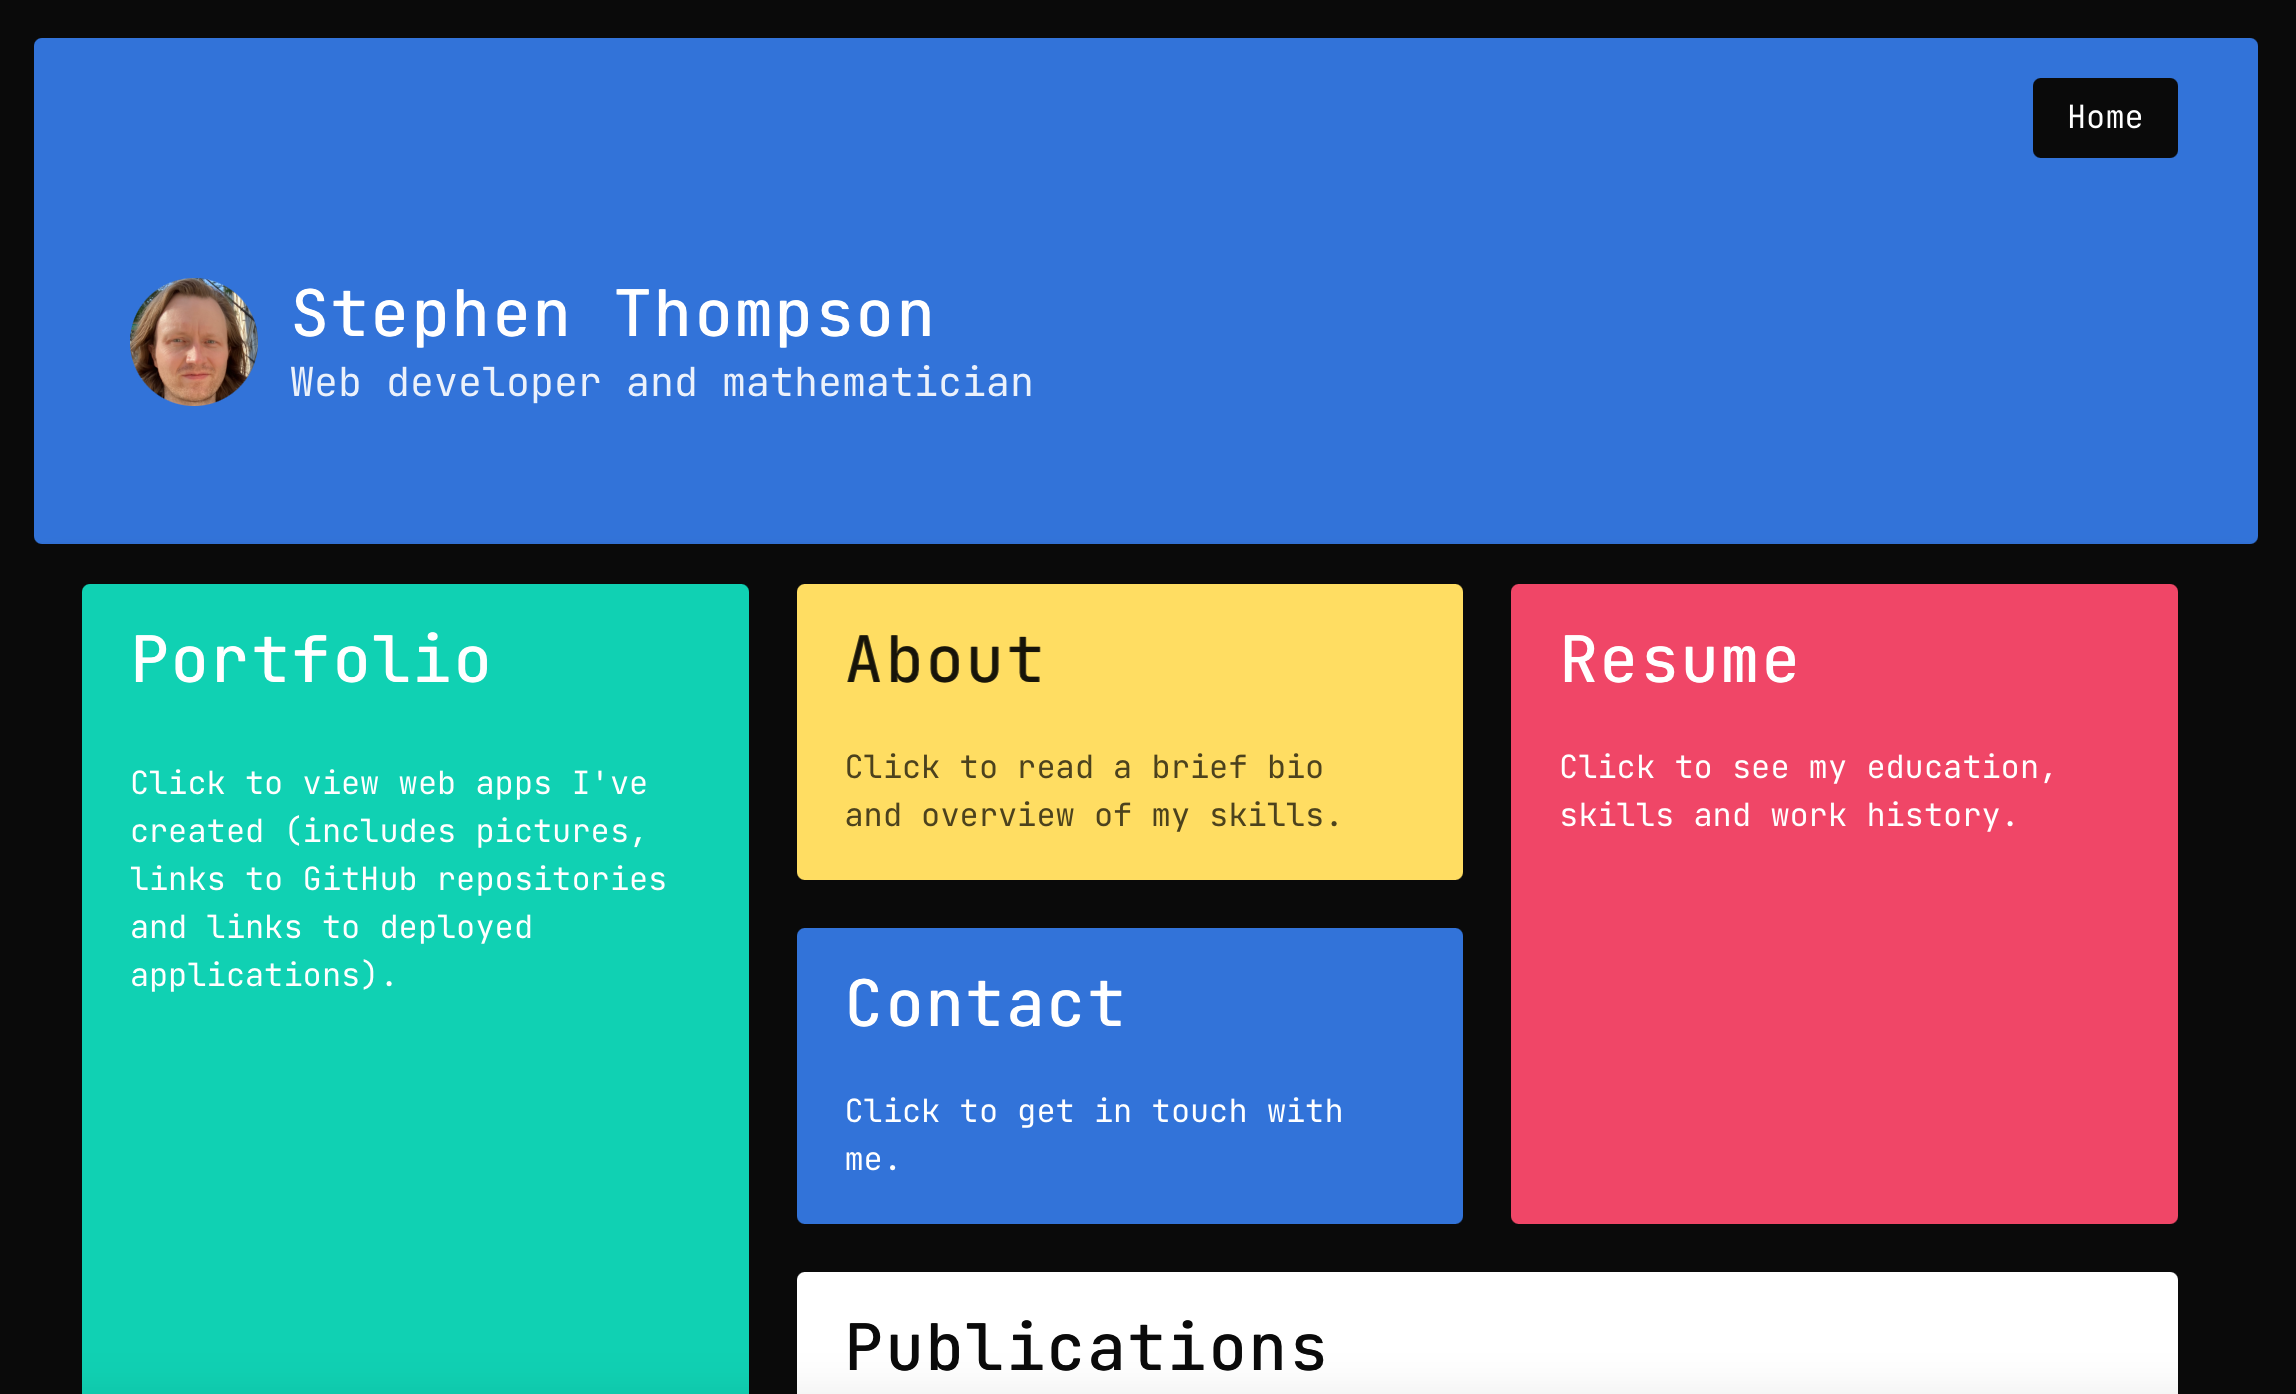 Home
Stephen Thompson
Web developer and mathematician
Portfolio
Click to view web apps I've
created (includes pictures,
links to GitHub repositories
and links to deployed
applications).
About
Click to read a brief bio
and overview of my skills.
Contact
Click to get in touch with
me.
Resume
Click to see my education,
skills and work history.
Publications